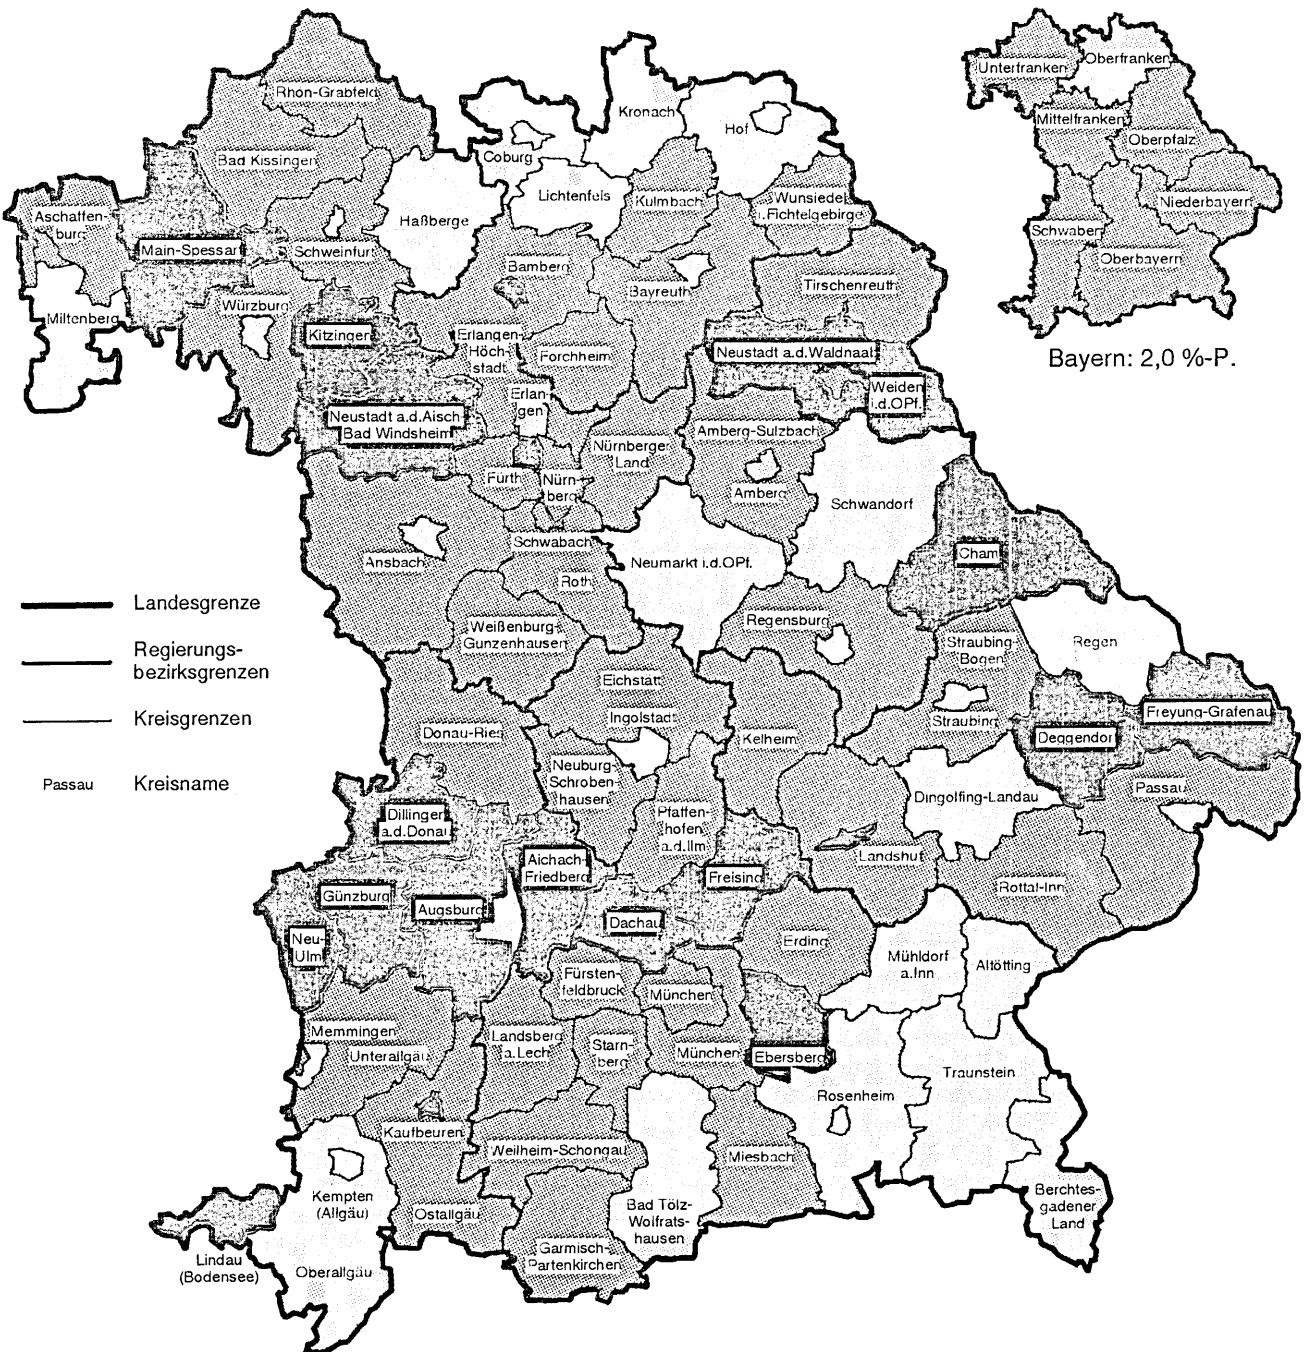 Unterfranken
Oberfranken
Mittelfranken
Oberpfalz
Niederbayern
Schwaben
Oberbayern
Bayern: 2,0 %-P.
Rhön-Grabfeld
Bad Kissingen
Kronach
Hof
Coburg
Lichtenfels
Kulmbach
Wunsiedel
i.Fichtelgebirge
Haßberge
Aschaffen-
burg
Main-Spessart
Schweinfurt
Miltenberg
Würzburg
Kitzingen
Bamberg
Bayreuth
Tirschenreuth
Erlangen-
Höch-
stadt
Forchheim
Neustadt a.d.Waldnaab
Weiden
i.d.OPf.
Erlan-
gen
Neustadt a.d.Aisch
Bad Windsheim
Nürnberger
Land
Amberg-Sulzbach
Amberg
Fürth
Nürn-
berg
Schwandorf
Schwabach
Ansbach
Roth
Neumarkt i.d.OPf.
Cham
Landesgrenze
Regierungs-
bezirksgrenzen
Kreisgrenzen
Passau
Kreisname
Weißenburg-
Gunzenhausen
Regensburg
Straubing-
Bogen
Regen
Eichstätt
Ingolstadt
Straubing
Freyung-Grafenau
Deggendorf
Donau-Ries
Kelheim
Neuburg-
Schroben-
hausen
Dingolfing-Landau
Passau
Dillingen
a.d.Donau
Pfaffen-
hofen
a.d.Ilm
Aichach-
Friedberg
Freising
Landshut
Rottal-Inn
Günzburg
Augsburg
Dachau
Neu-
Ulm
Erding
Mühldorf
a.Inn
Altötting
Fürsten-
feldbruck
München
Memmingen
Unterallgäu
Landsberg
a.Lech
Starn-
berg
München
Ebersberg
Traunstein
Rosenheim
Kaufbeuren
Weilheim-Schongau
Miesbach
Kempten
(Allgäu)
Ostallgäu
Bad Tölz-
Wolfrats-
hausen
Berchtes-
gadener
Land
Lindau
(Bodensee)
Oberallgäu
Garmisch-
Partenkirchen